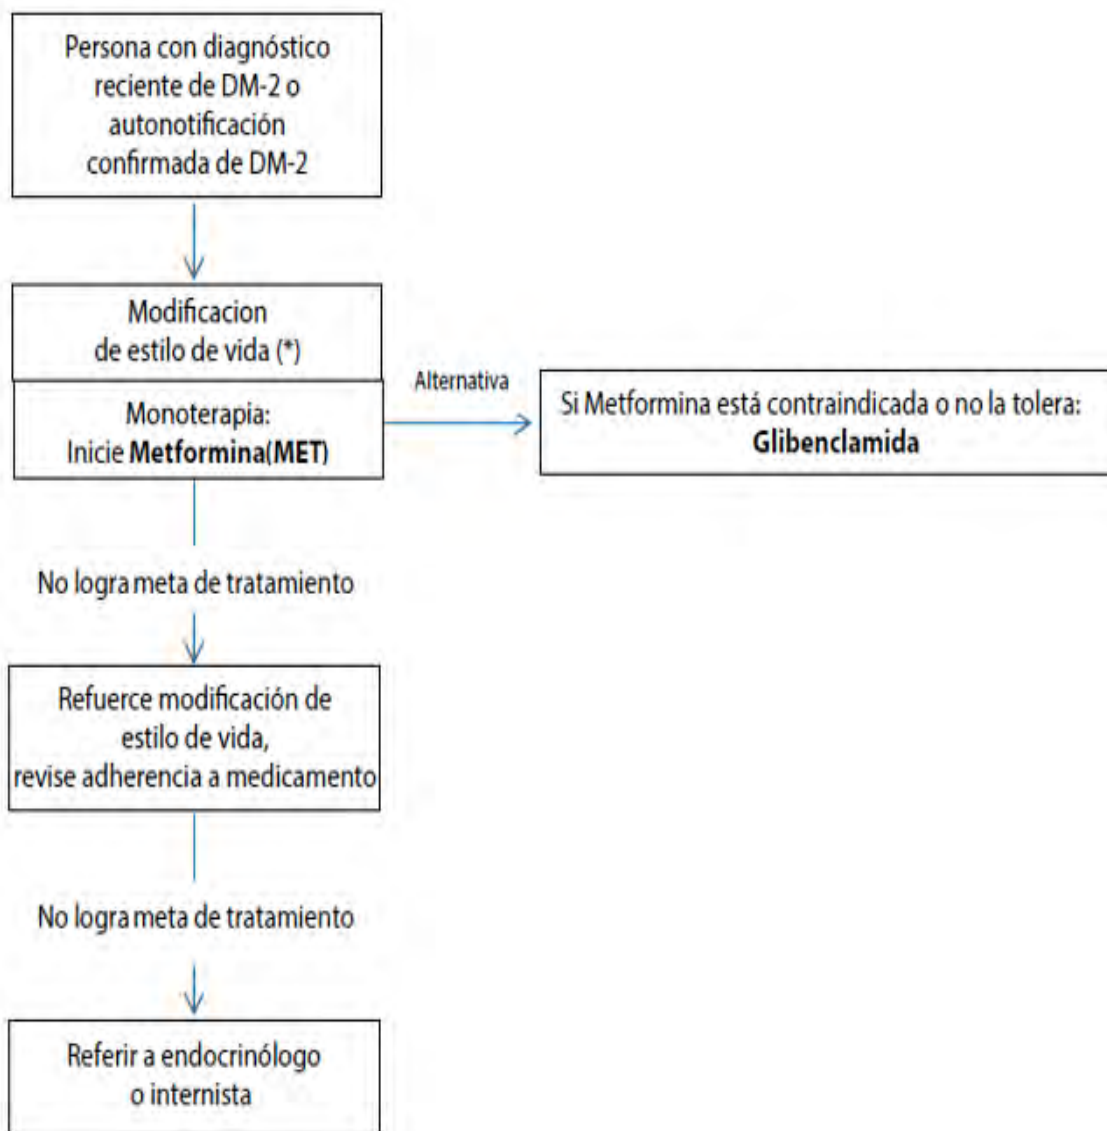 Persona con diagnóstico
reciente de DM-2 o
autonotificación
confirmada de DM-2
Modificacion
de estilo de vida (*)
Monoterapia:
Inicie Metformina(MET)
Alternativa
Si Metformina está contraindicada o no la tolera:
Glibenclamida
No logra meta de tratamiento
Refuerce modificación de
estilo de vida,
revise adherencia a medicamento
No logra meta de tratamiento
Referir a endocrinólogo
o internista